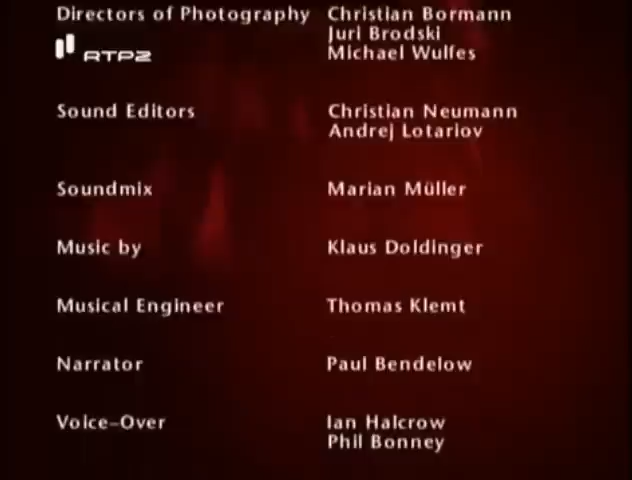 Directors of Photography Christian Bormann
Juri Brodski
RTP2 Michael Wulfes
Sound Editors Christian Neumann
Andrej Lotariov
Soundmix Marian Müller
Music by Klaus Doldinger
Musical Engineer Thomas Klemt
Narrator Paul Bendelow
Voice-Over Ian Halcrow
Phil Bonney